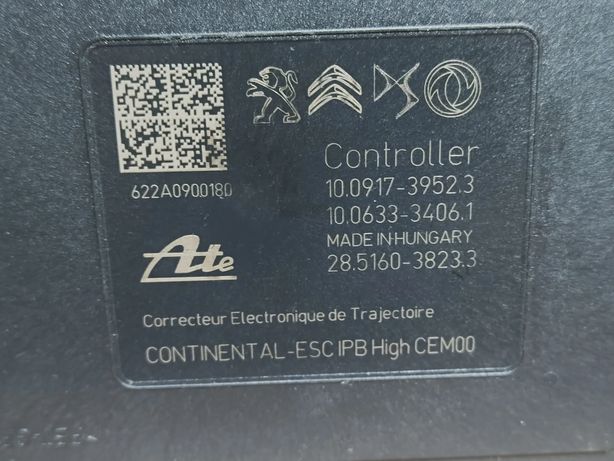 622A0900180
Ate
Controller
10.0917-3952.3
10.0633-3406.1
MADE IN HUNGARY
28.5160-3823.3
Correcteur Electronique de Trajectoire
CONTINENTAL-ESC IPB High CEM00